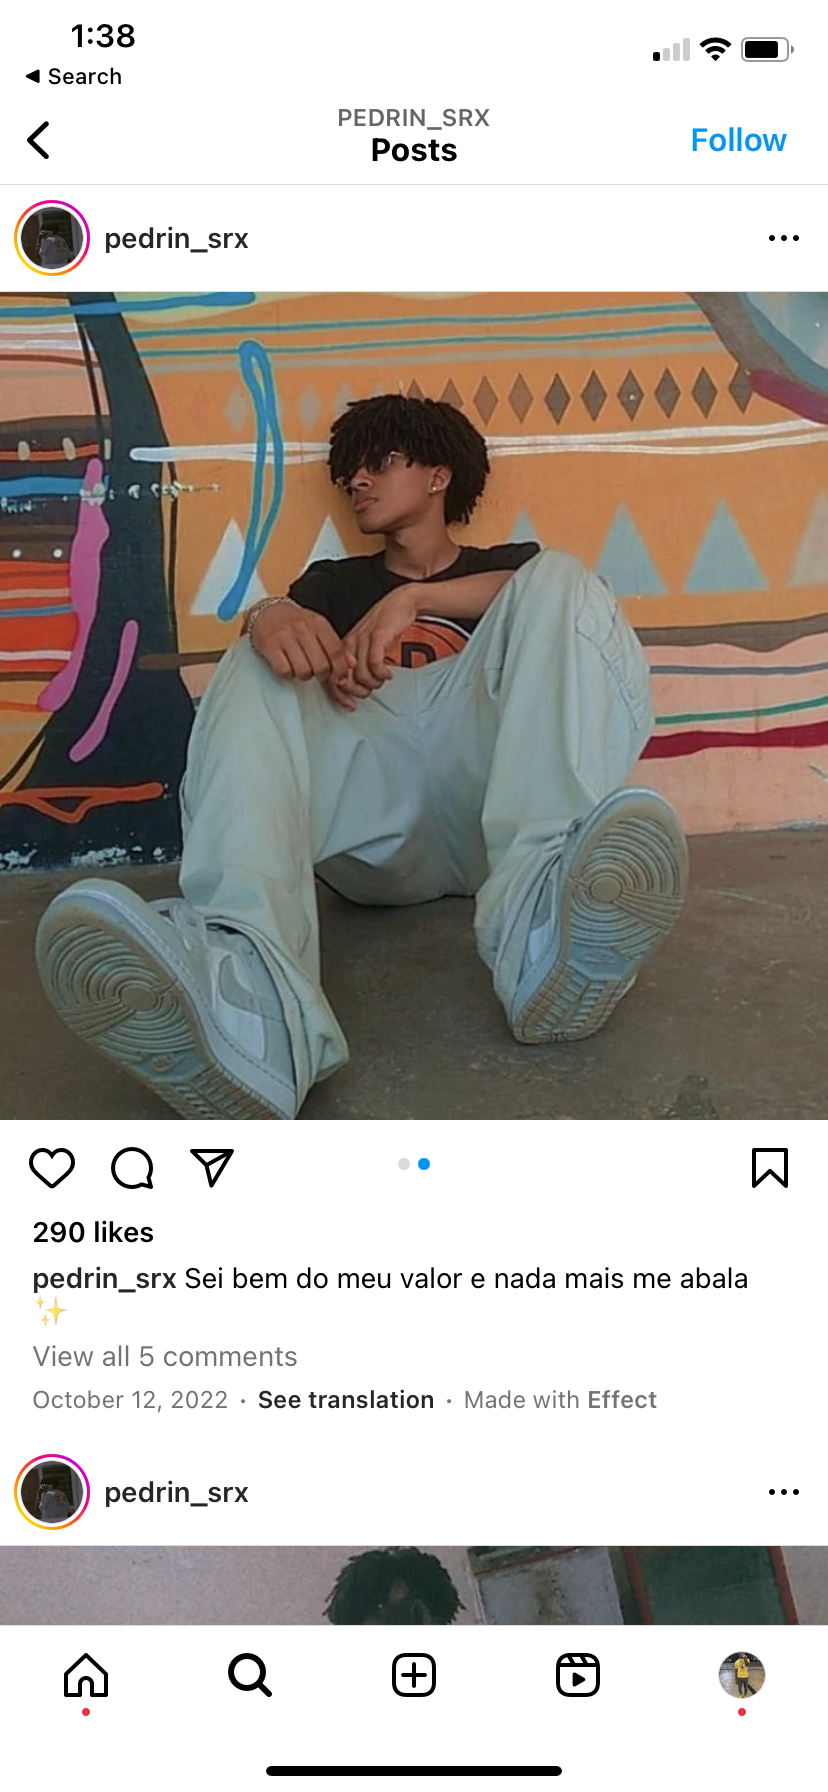 1:38
Search
PEDRIN_SRX
Posts
Follow
pedrin_srx
290 likes
pedrin_srx Sei bem do meu valor e nada mais me abala
✨
View all 5 comments
October 12, 2022 · See translation · Made with Effect
pedrin_srx